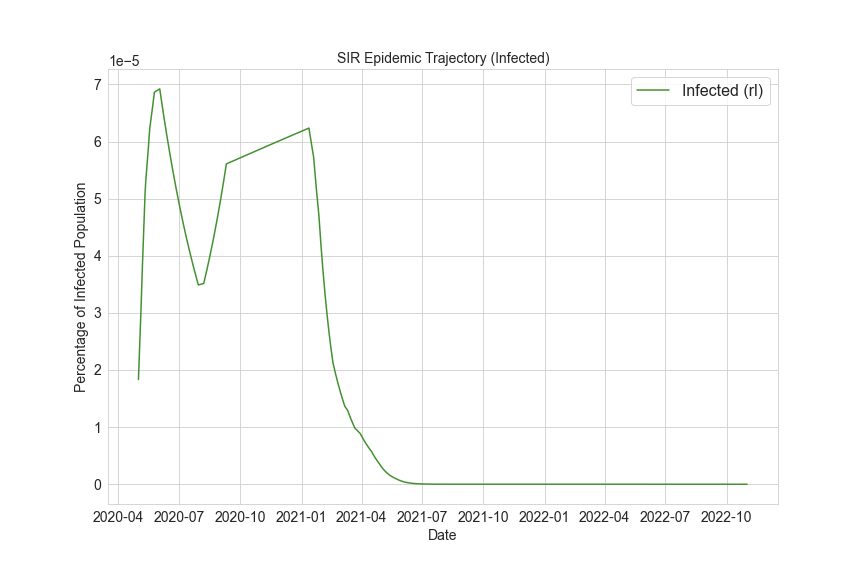 SIR Epidemic Trajectory (Infected)
1e−5
Infected (rI)
7
6
5
4
3
2
1
0
Percentage of Infected Population
2020-04 2020-07 2020-10 2021-01 2021-04 2021-07 2021-10 2022-01 2022-04 2022-07 2022-10
Date